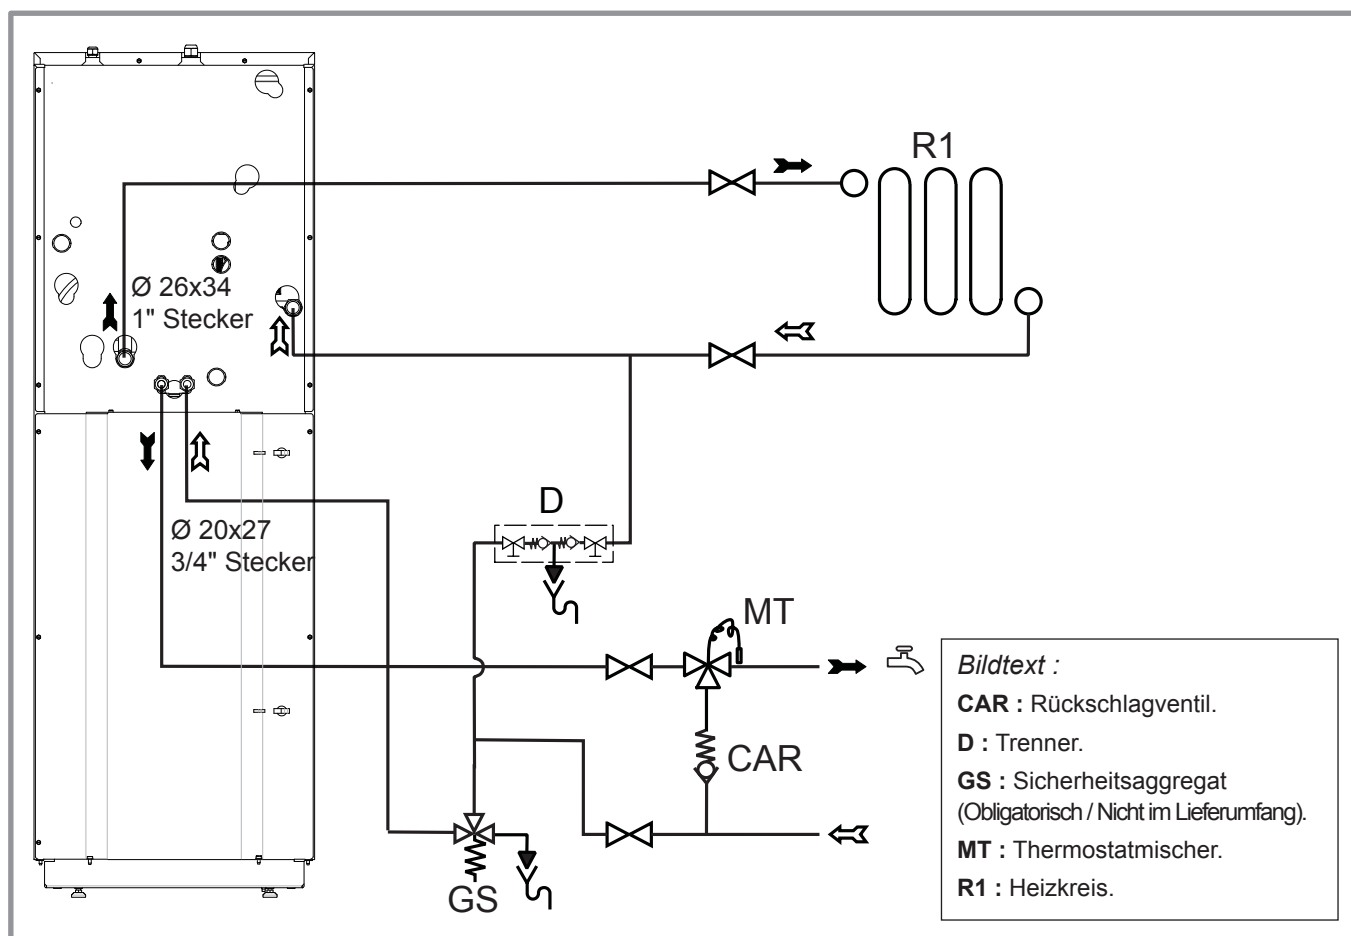 R1
Ø 26x34
1" Stecker
Ø 20x27
3/4" Stecker
D
MT
CAR
GS
Bildtext :
CAR : Rückschlagventil.
D : Trenner.
GS : Sicherheitsaggregat
(Obligatorisch / Nicht im Lieferumfang).
MT : Thermostatmischer.
R1 : Heizkreis.